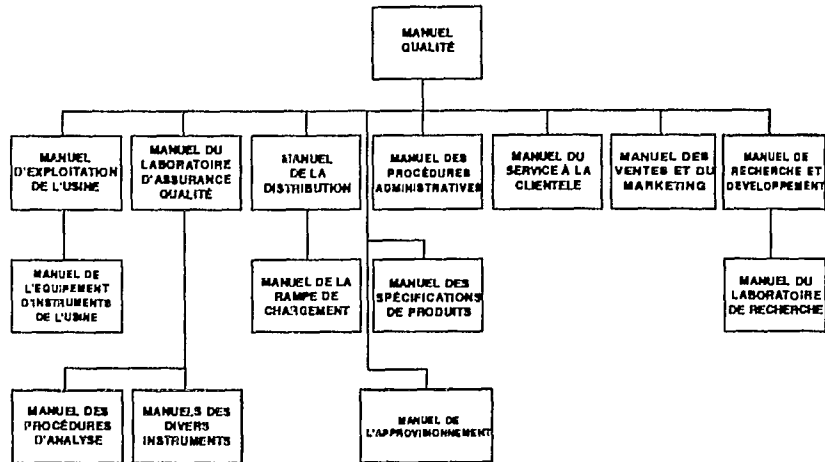 MANUEL
QUALITÉ
MANUEL
D'EXPLOITATION
DE L'USINE
MANUEL DU
LABORATOIRE
D'ASSURANCE
QUALITÉ
MANUEL
DE LA
DISTRIBUTION
MANUEL DES
PROCÉDURES
ADMINISTRATIVES
MANUEL DU
SERVICE À LA
CLIENTELE
MANUEL DES
VENTES ET DU
MARKETING
MANUEL DE
RECHERCHE ET
DEVELOPPEMENT
MANUEL DE
L'EQUIPEMENT
D'INSTRUMENTS
DE L'USINE
MANUEL DE LA
RAMPE DE
CHARGEMENT
MANUEL DES
SPÉCIFICATIONS
DE PRODUITS
MANUEL DU
LABORATOIRE
DE RECHERCHE
MANUEL DES
PROCÉDURES
D'ANALYSE
MANUELS DES
DIVERS
INSTRUMENTS
MANUEL DE
L'APPROVISIONNEMENT